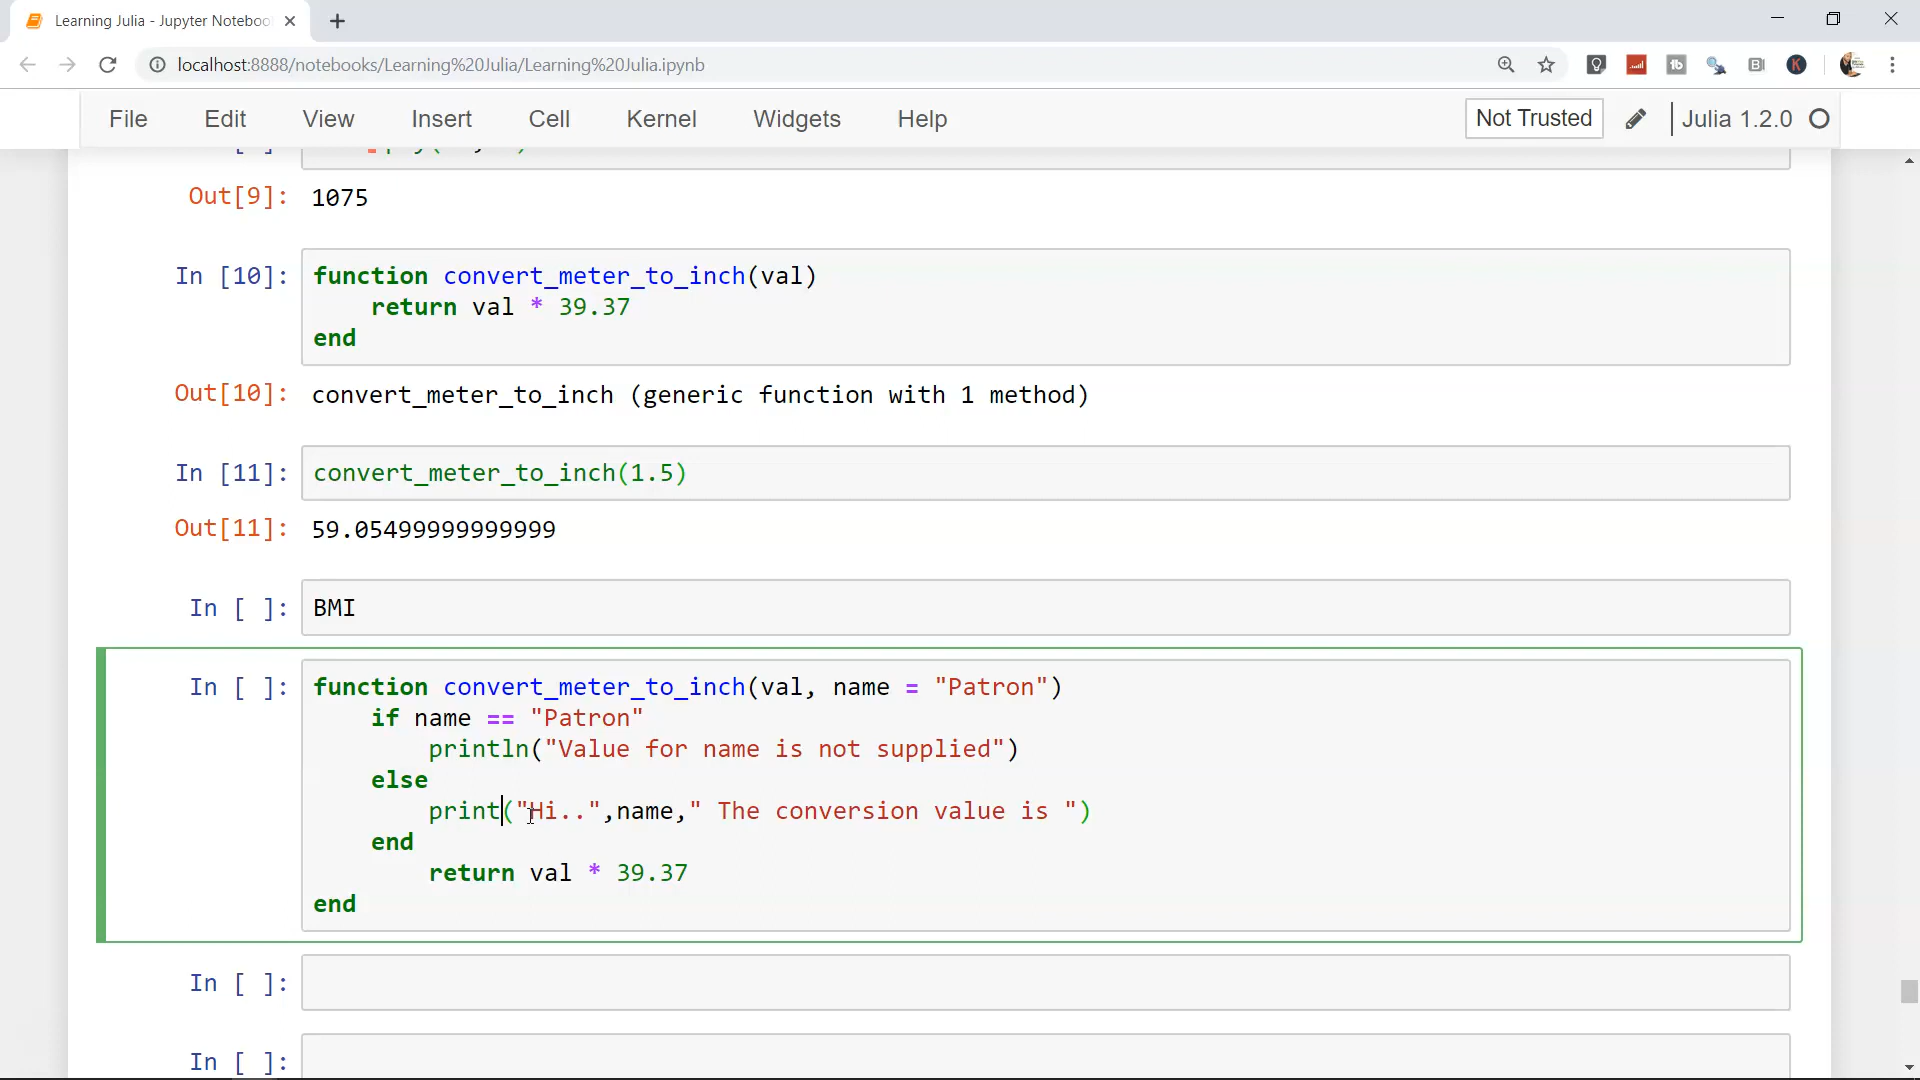 Learning Julia - Jupyter Noteboo
localhost:8888/notebooks/Learning%20Julia/Learning%20Julia.ipynb
File Edit View Insert Cell Kernel Widgets Help Not Trusted Julia 1.2.0
Out[9]: 1075
In [10]: function convert_meter_to_inch(val)
return val * 39.37
end
Out[10]: convert_meter_to_inch (generic function with 1 method)
In [11]: convert_meter_to_inch(1.5)
Out[11]: 59.05499999999999
In [ ]: BMI
In [ ]: function convert_meter_to_inch(val, name = "Patron")
if name == "Patron"
println("Value for name is not supplied")
else
print("Hi..",name," The conversion value is ")
end
return val * 39.37
end
In [ ]:
In [ ]: